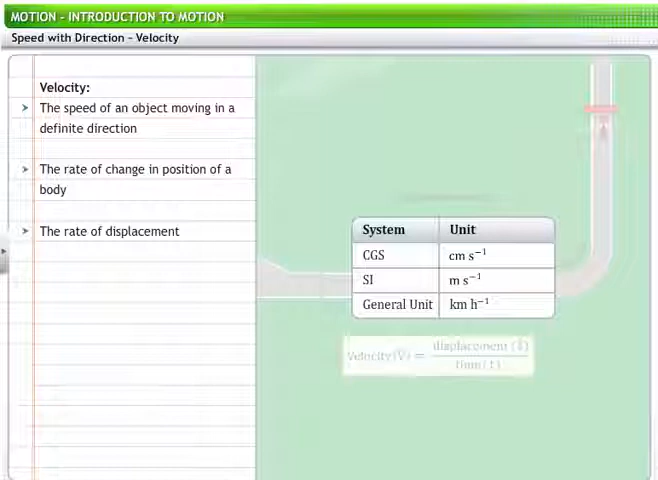 MOTION - INTRODUCTION TO MOTION
Speed with Direction – Velocity
Velocity:
➤ The speed of an object moving in a
definite direction
➤ The rate of change in position of a
body
➤ The rate of displacement
System Unit
CGS cm s⁻¹
SI m s⁻¹
General Unit km h⁻¹
displacement
Velocity =
time (t)